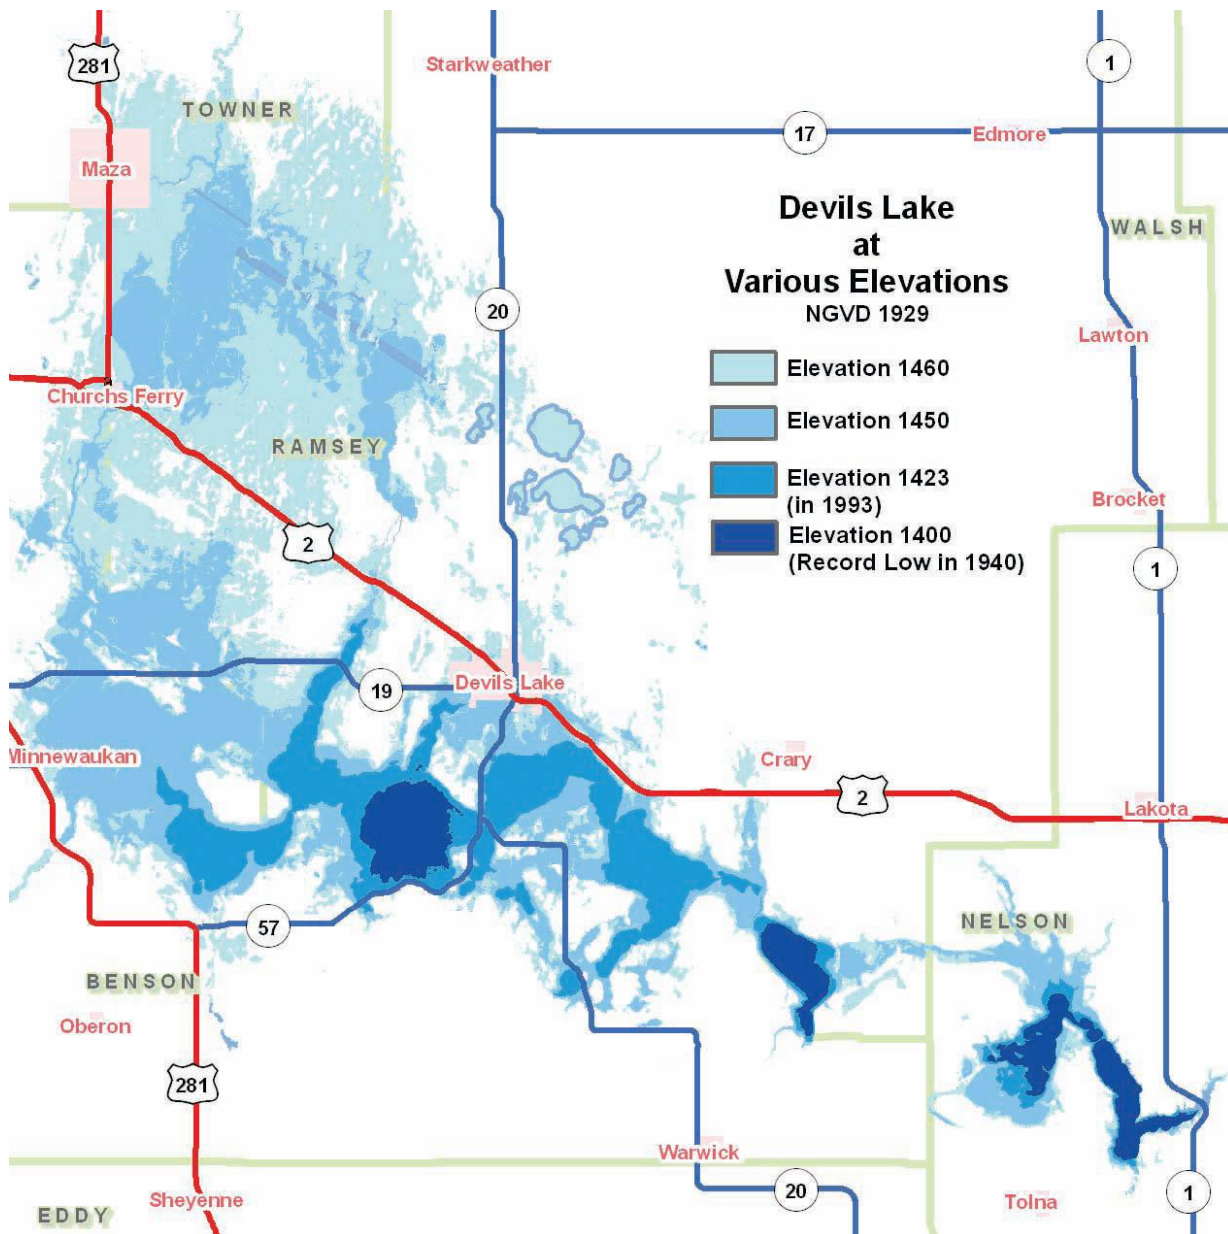 281
Starkweather
1
TOWNER
17
Edmore
Maza
Devils Lake
at
Various Elevations
NGVD 1929
WALSH
20
Lawton
Elevation 1460
Churchs Ferry
Elevation 1450
RAMSEY
Elevation 1423
(in 1993)
Brocket
Elevation 1400
(Record Low in 1940)
2
1
19
Devils Lake
Minnewaukan
Crary
2
Lakota
57
NELSON
BENSON
Oberon
281
Warwick
20
1
Sheyenne
Tolna
EDDY